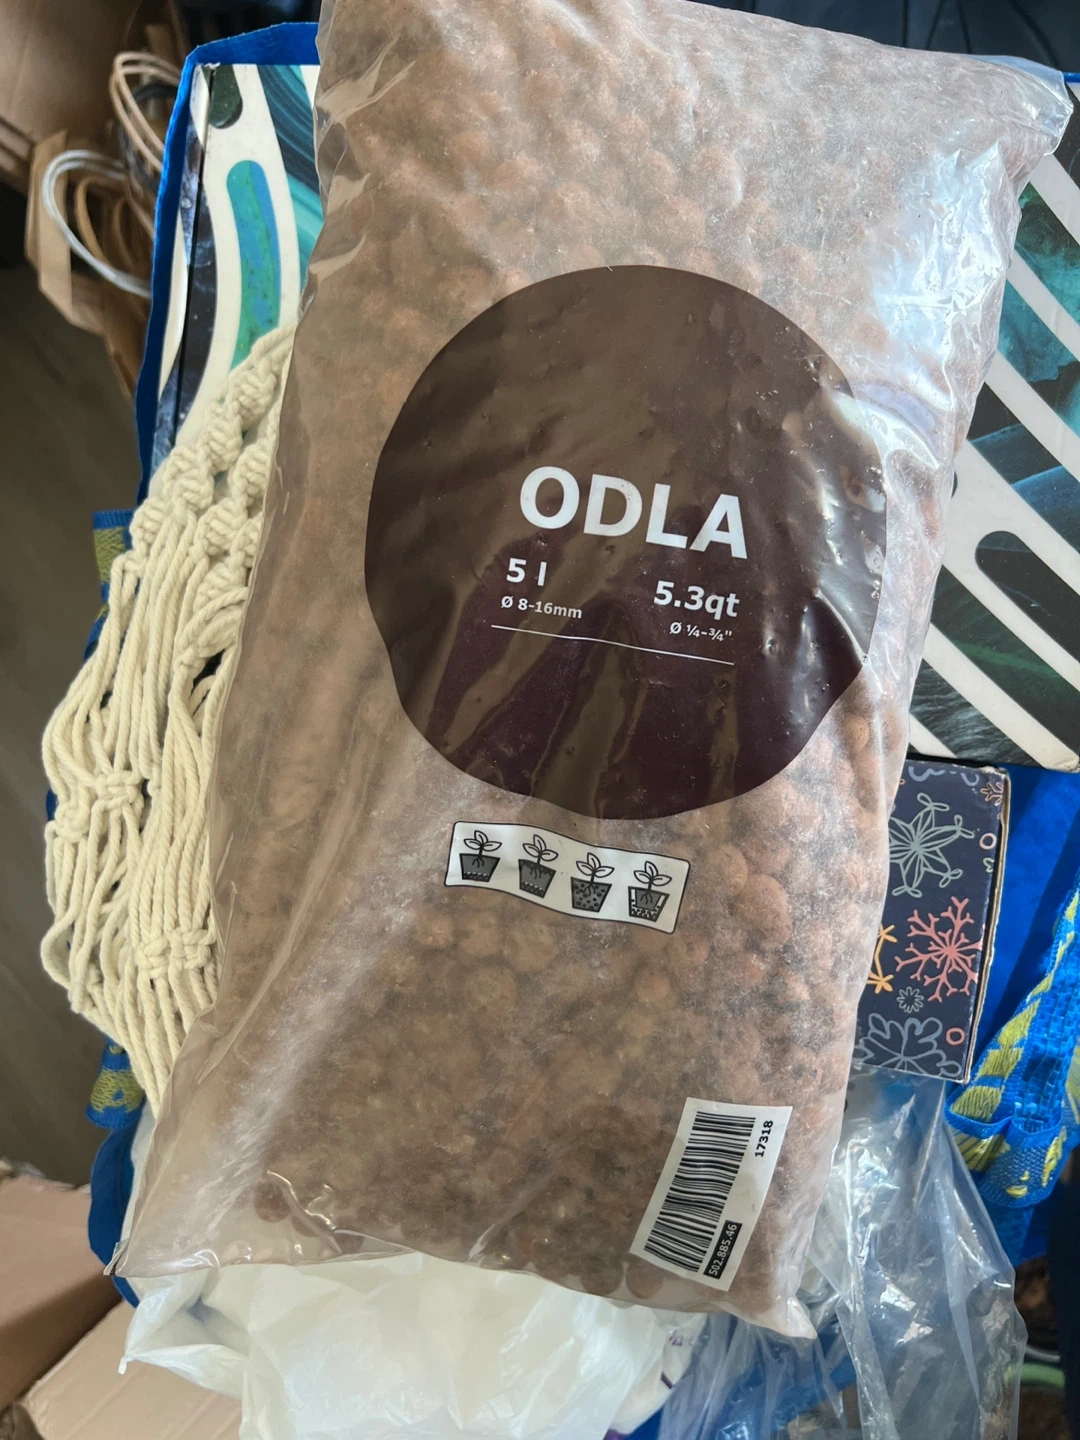 ODLA
5 l 5.3qt
Ø 8-16mm Ø ¼-¾"
17318
502.885.46